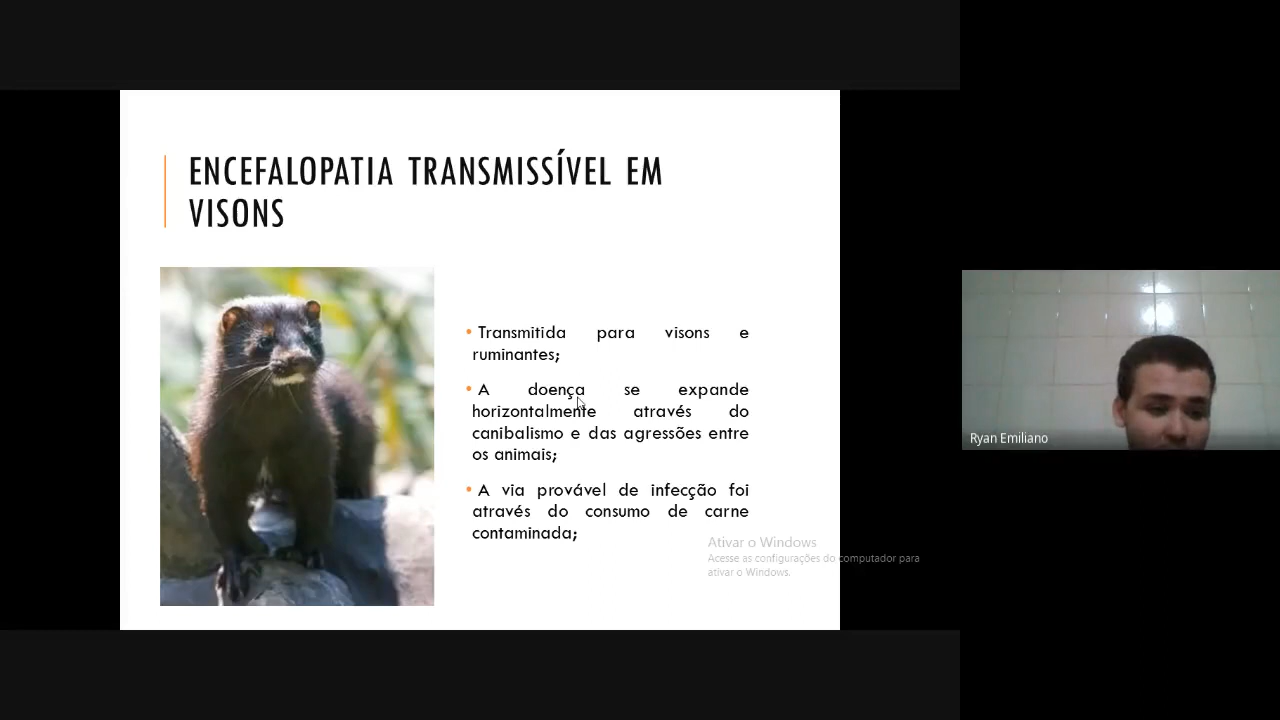 ENCEFALOPATIA TRANSMISSÍVEL EM
VISONS
• Transmitida para visons e
ruminantes;
• A doença se expande
horizontalmente através do
canibalismo e das agressões entre
os animais;
• A via provável de infecção foi
através do consumo de carne
contaminada;
Ativar o Windows
Acesse as configurações do computador para
ativar o Windows.
Ryan Emiliano